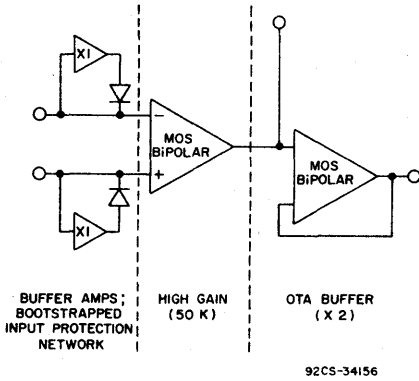 X1
MOS
BiPOLAR
-
+
X1
MOS
BiPOLAR
BUFFER AMPS;
BOOTSTRAPPED
INPUT PROTECTION
NETWORK
HIGH GAIN
(50 K)
OTA BUFFER
(X 2)
92CS-34156